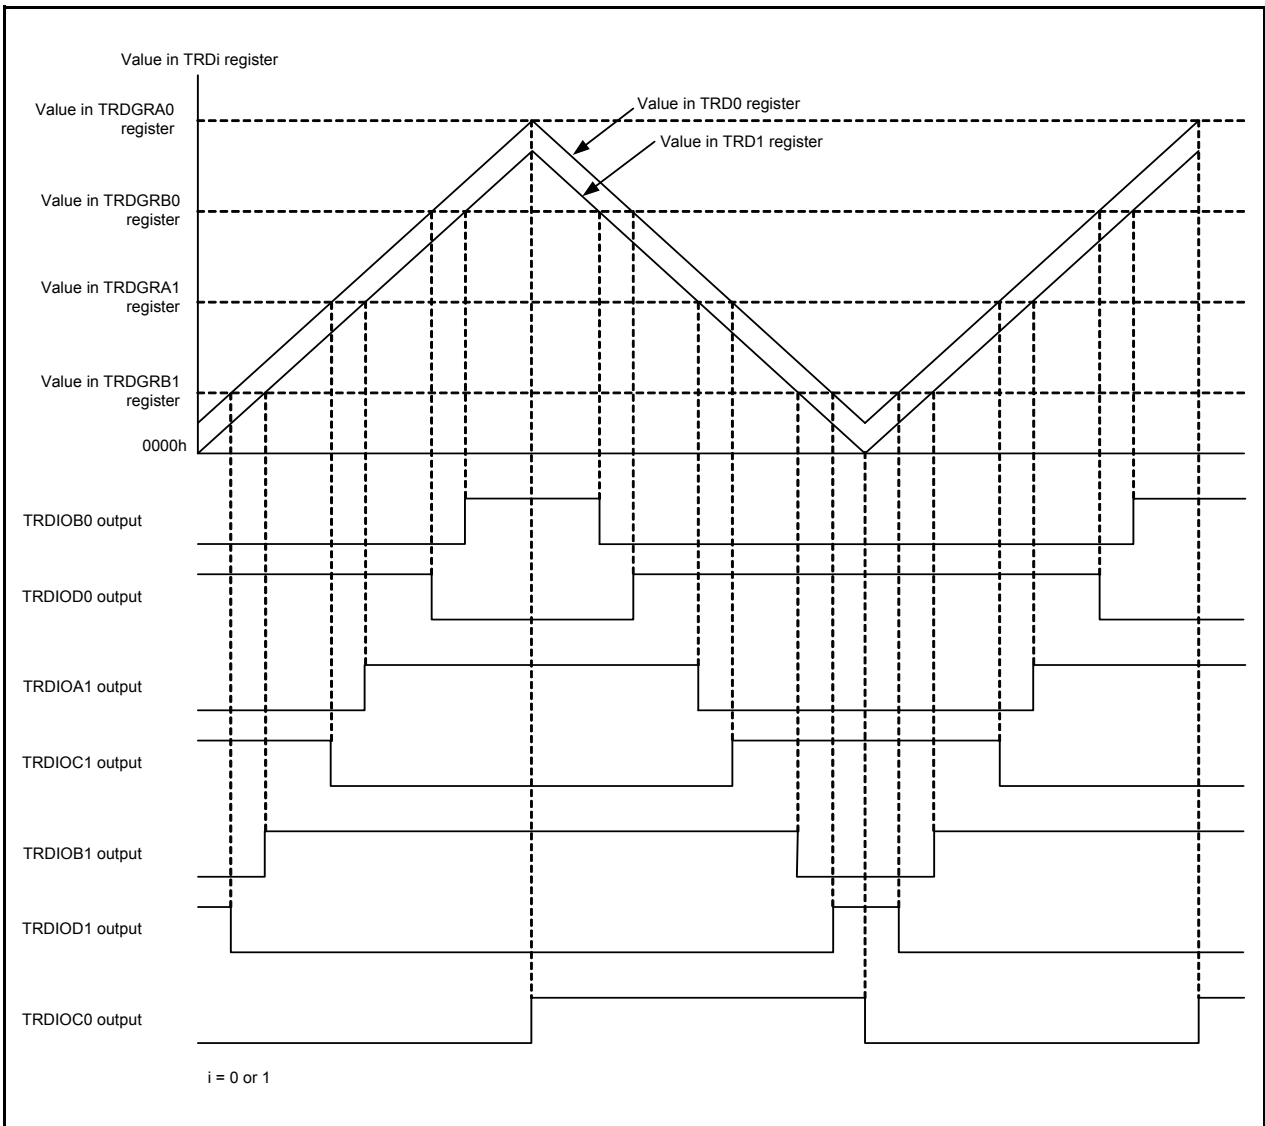 Value in TRDi register
Value in TRDGRA0
register
Value in TRD0 register
Value in TRD1 register
Value in TRDGRB0
register
Value in TRDGRA1
register
Value in TRDGRB1
register
0000h
TRDIOB0 output
TRDIOD0 output
TRDIOA1 output
TRDIOC1 output
TRDIOB1 output
TRDIOD1 output
TRDIOC0 output
i = 0 or 1